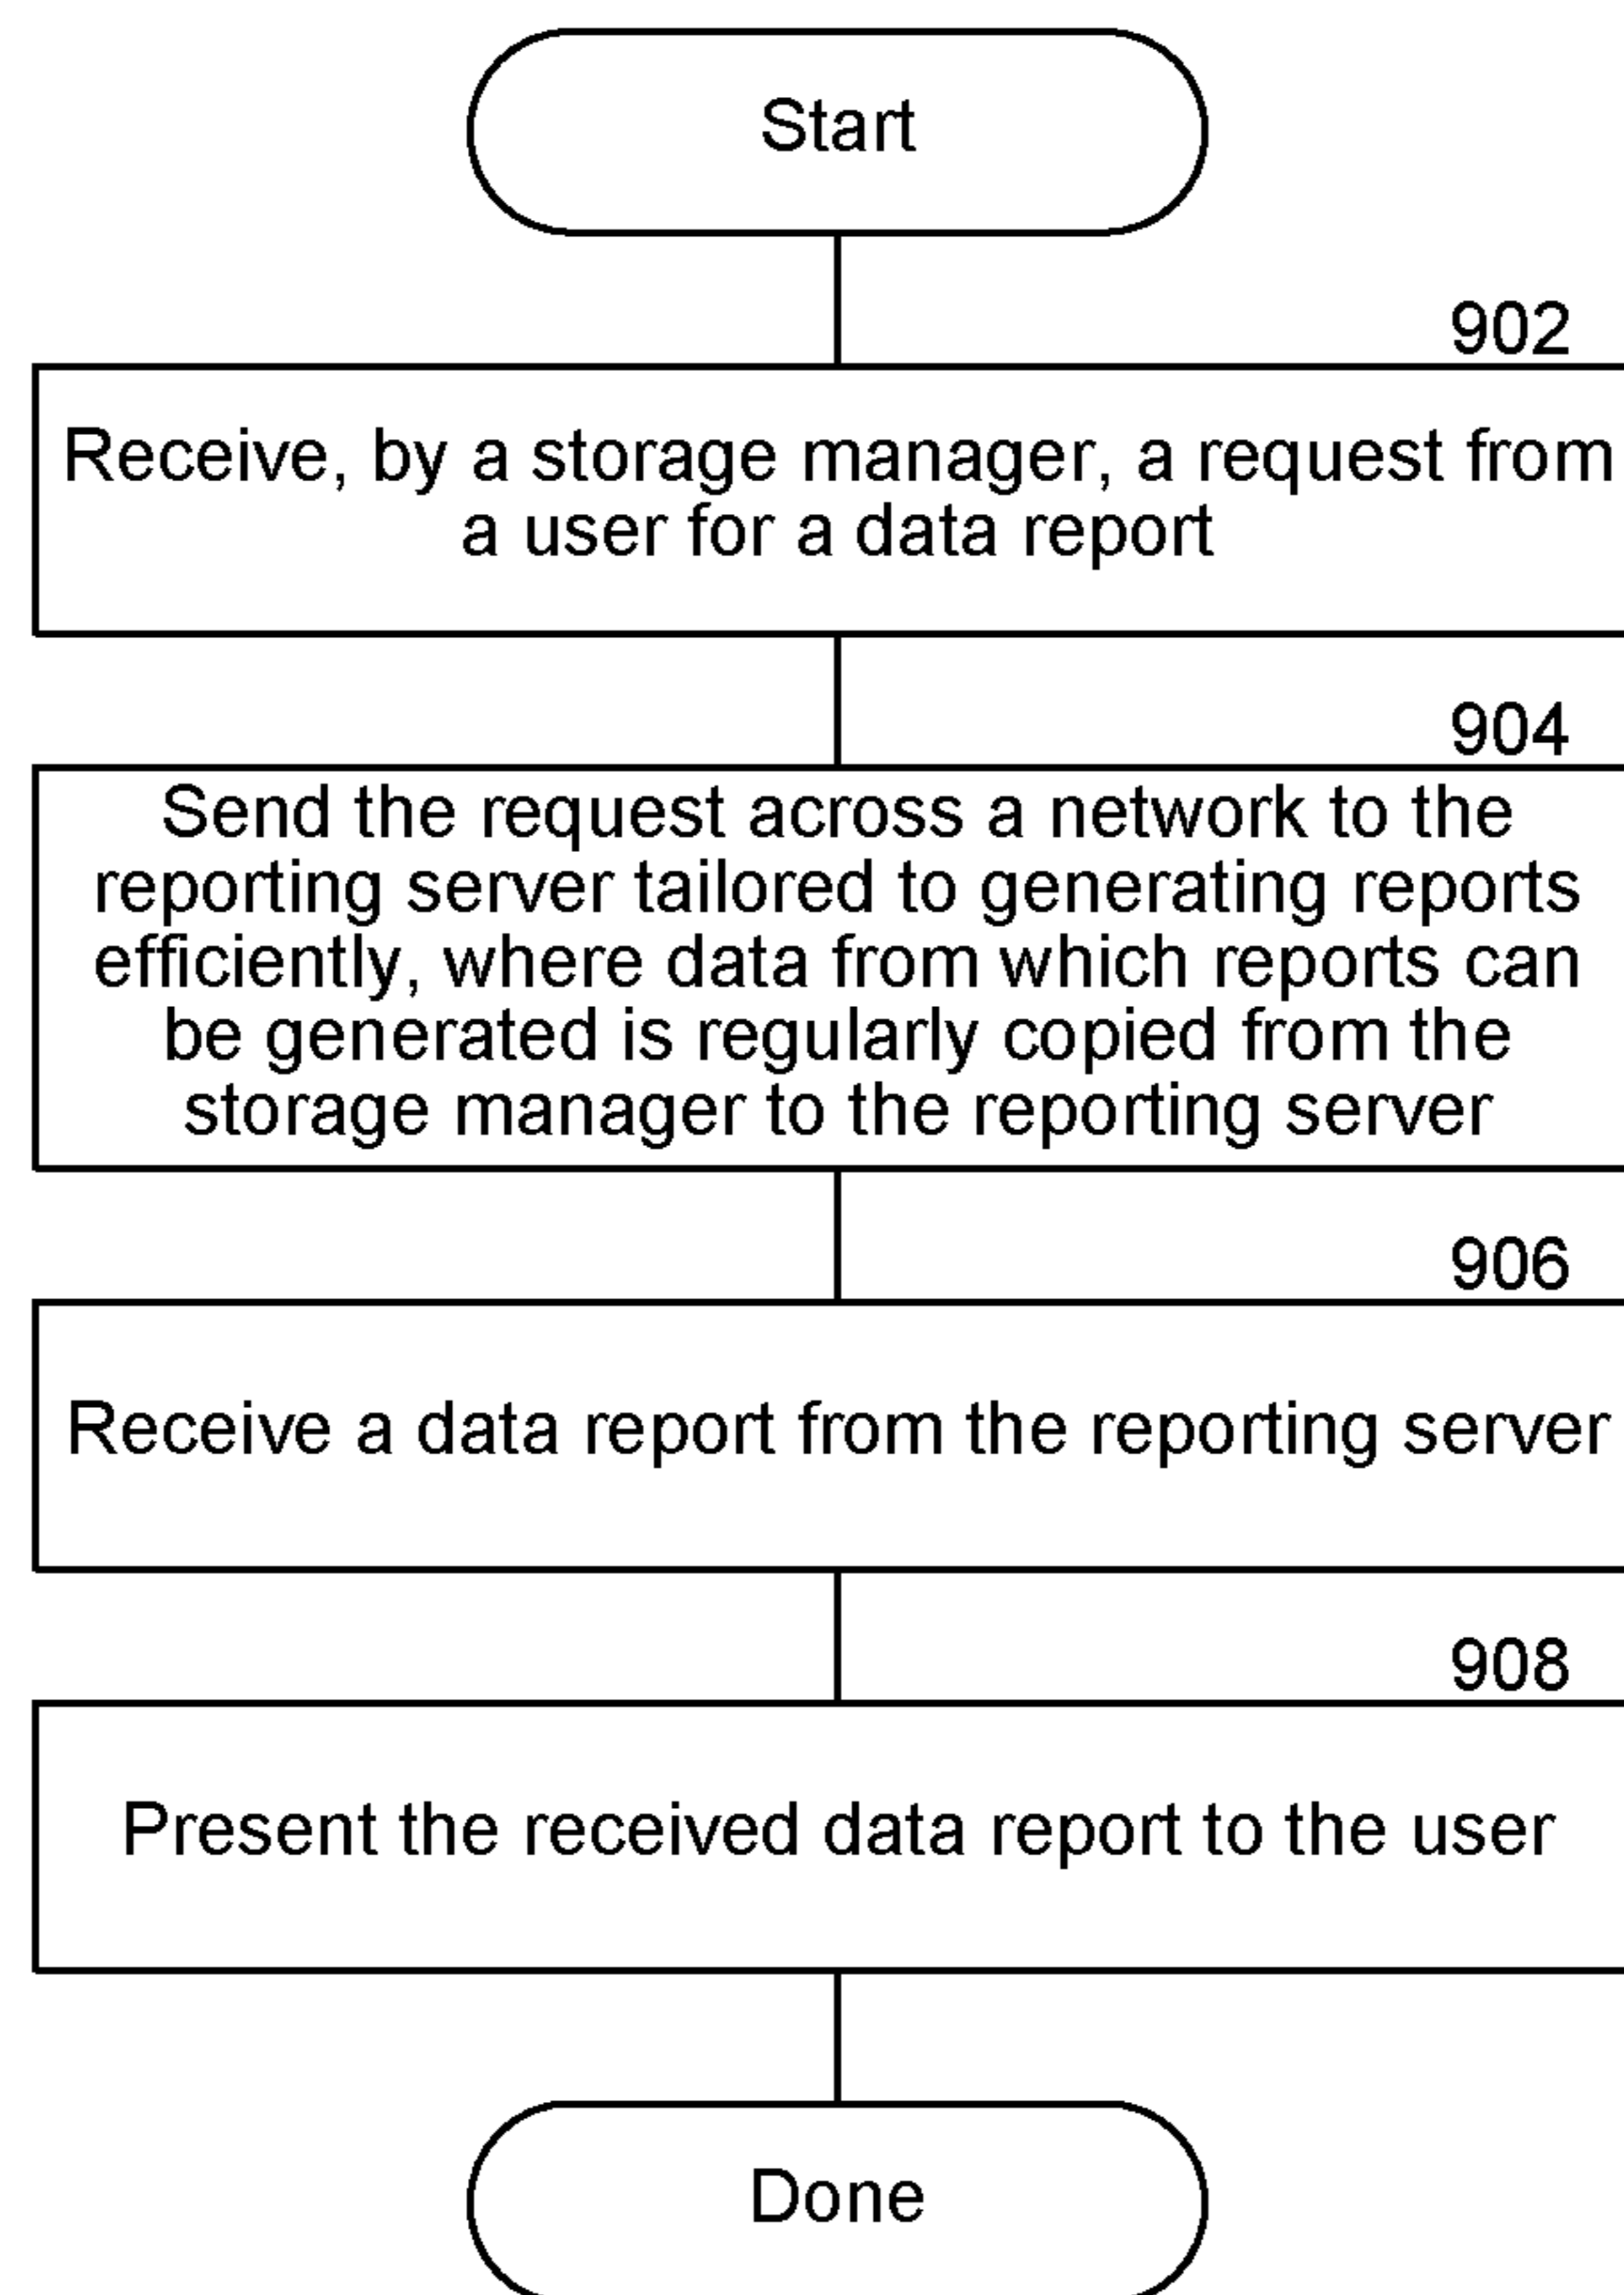 Start
902
Receive, by a storage manager, a request from
a user for a data report
904
Send the request across a network to the
reporting server tailored to generating reports
efficiently, where data from which reports can
be generated is regularly copied from the
storage manager to the reporting server
906
Receive a data report from the reporting server
908
Present the received data report to the user
Done